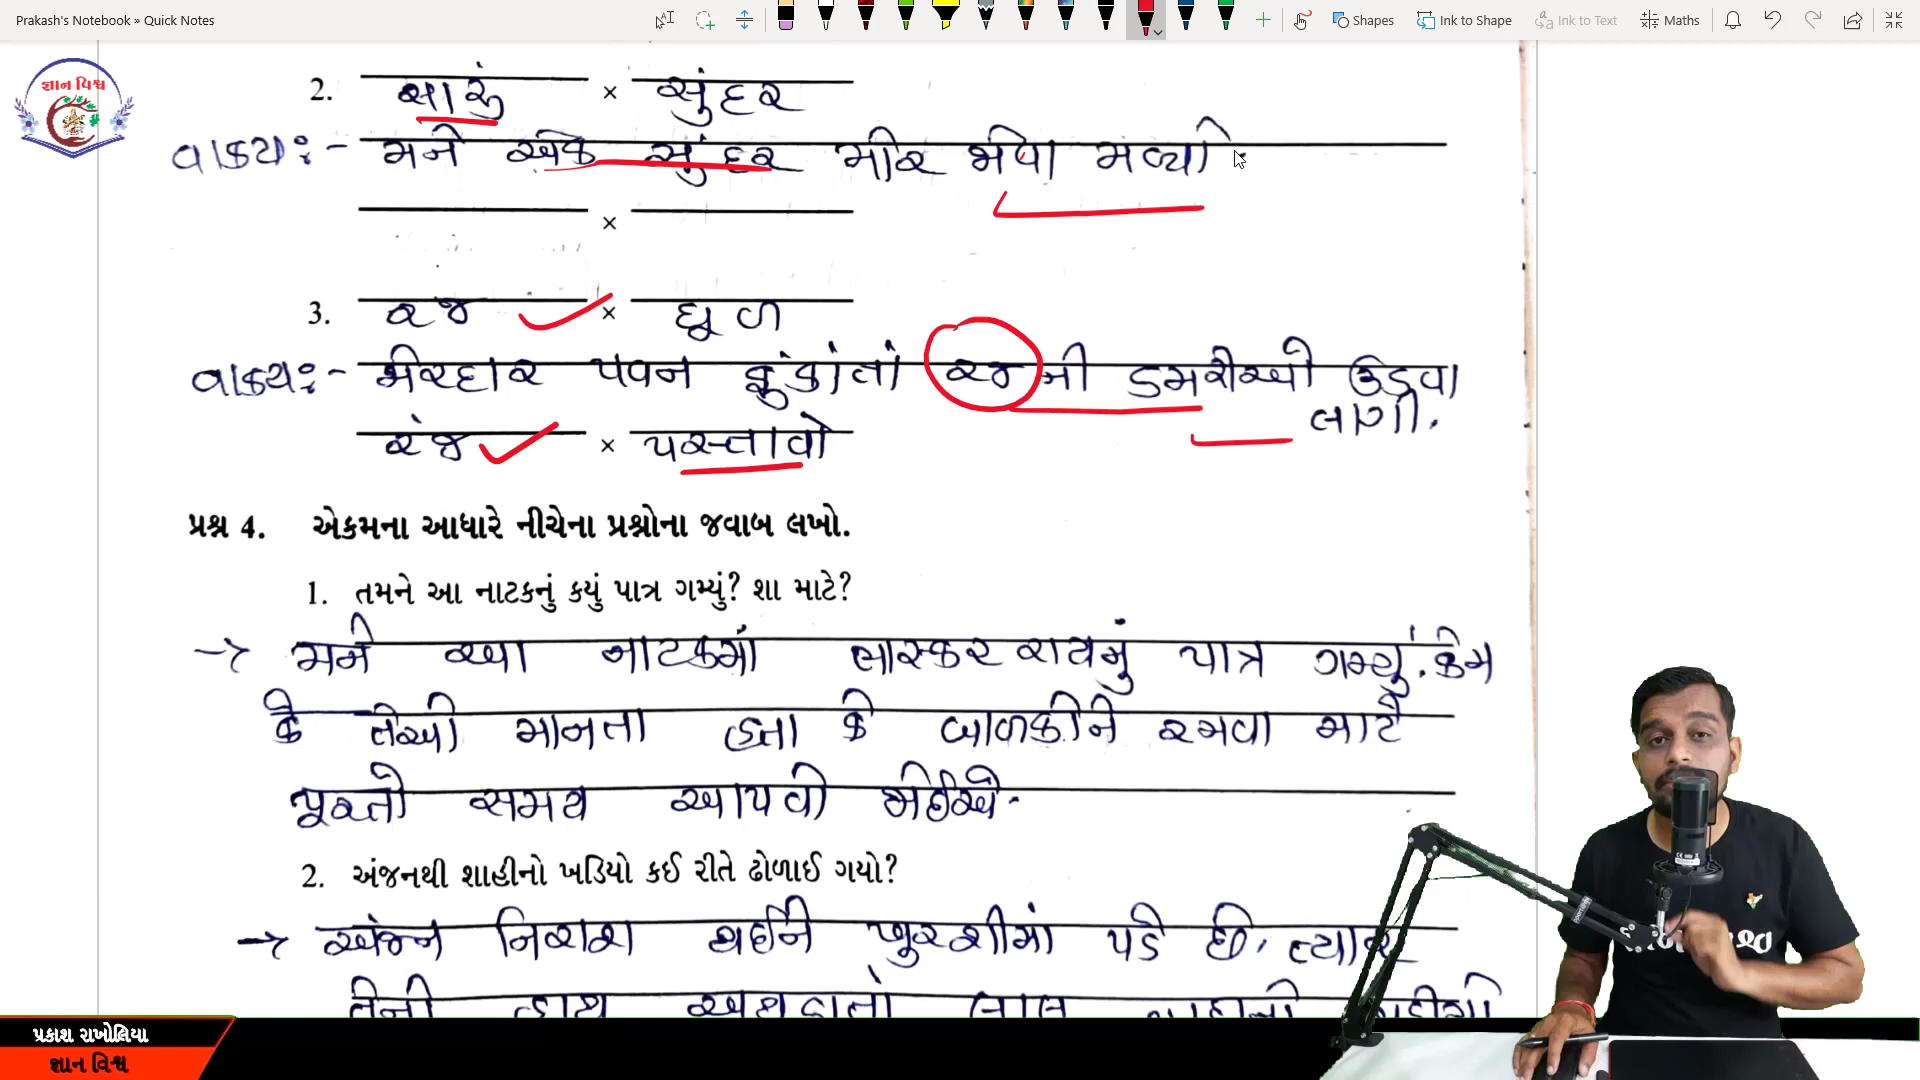 Prakash's Notebook » Quick Notes
Shapes
Ink to Shape
Ink to Text
Maths
જ્ઞાન વિશ્વ
2. સારું × સુંદર
વાક્ય:- મને એક સુંદર મોર જોવા મળ્યો.
×
3. રજ × ધૂળ
વાક્ય:- જોરદાર પવન ફુંકાંતાં રજની ડમરીઓ ઉડવા
લાગી.
રંજ × પસ્તાવો
પ્રશ્ન 4. એકમના આધારે નીચેના પ્રશ્નોના જવાબ લખો.
1. તમને આ નાટકનું કયું પાત્ર ગમ્યું? શા માટે?
→ મને આ નાટકમાં ભાસ્કરરાયનું પાત્ર ગમ્યું. કેમ
કે તેઓ માનતા હતા કે બાળકોને રમવા માટે
પૂરતો સમય આપવો જોઈએ.
2. અંજનથી શાહીનો ખડિયો કઈ રીતે ઢોળાઈ ગયો?
→ અંજન નિરાશ થઈને ખુરશીમાં પડે છે. ત્યારે
તેનો હાથ અથડાતાં લાલ
પ્રકાશ રાખોલિયા
જ્ઞાન વિશ્વ